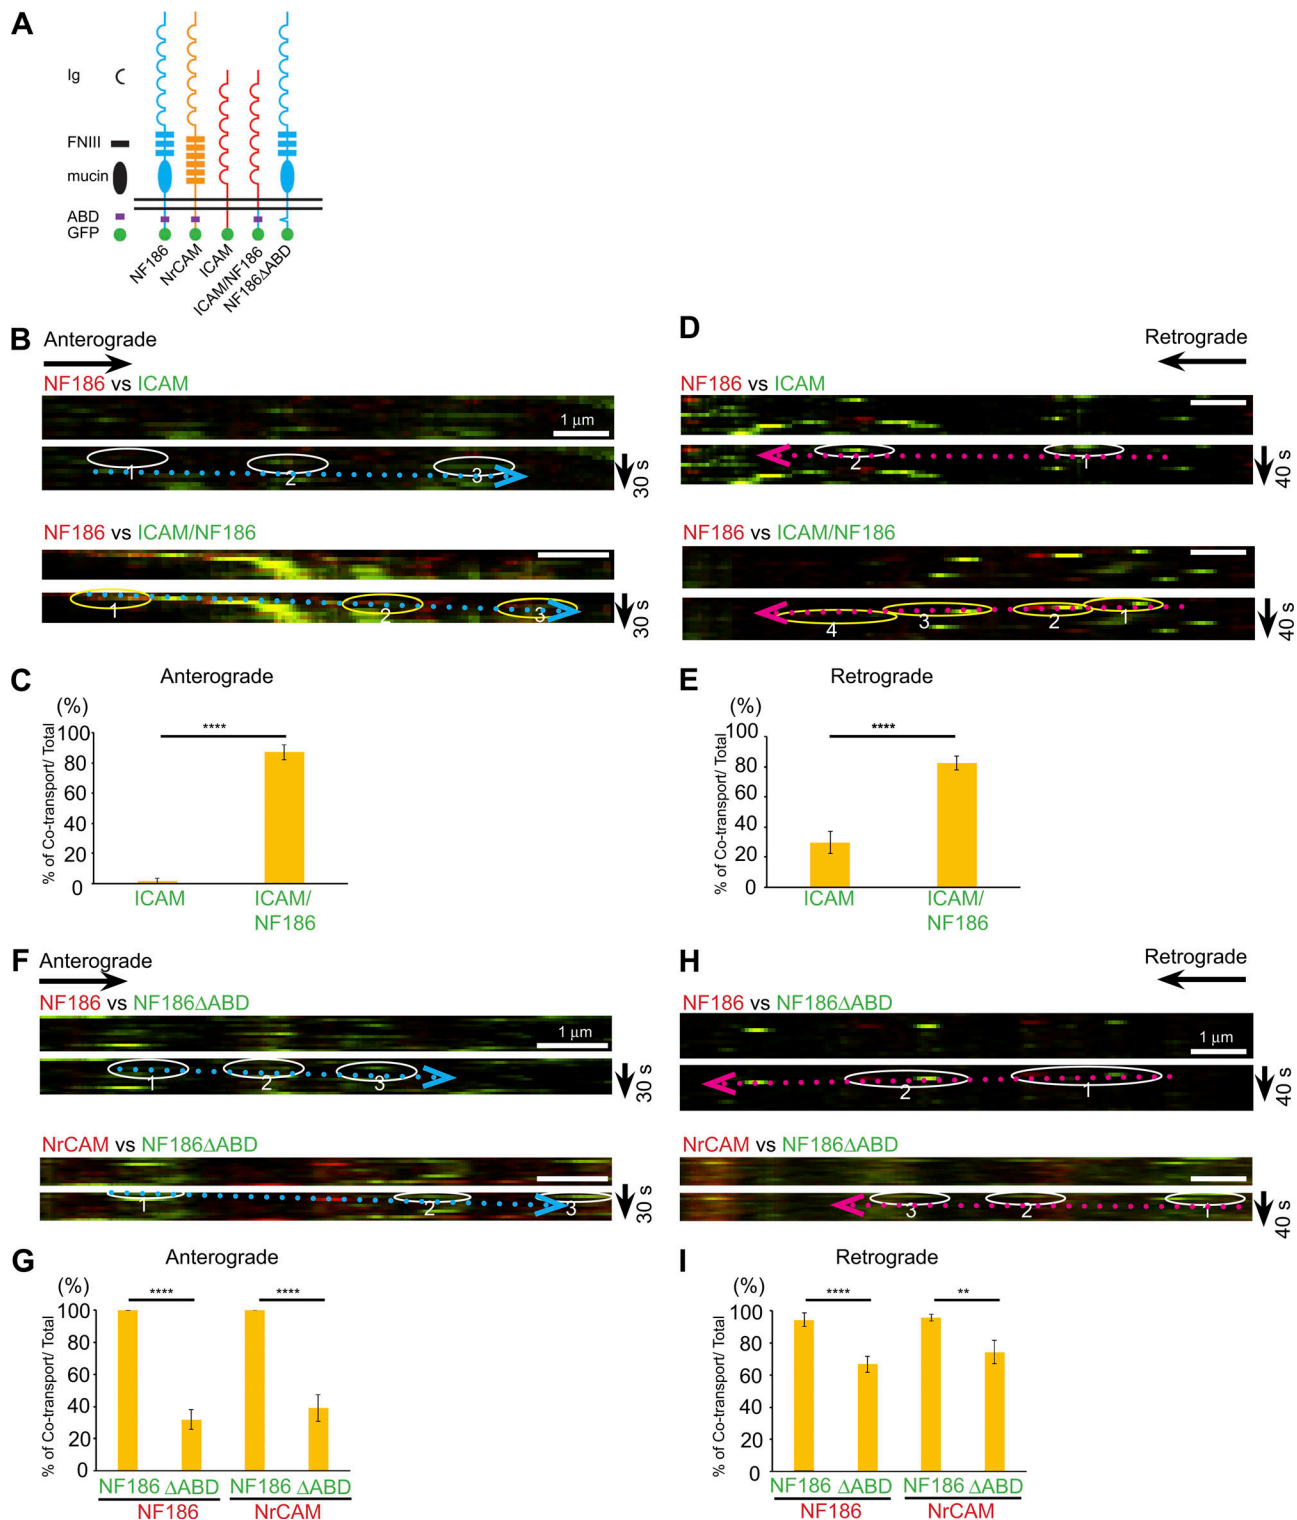 A
Ig
FNIII
mucin
ABD
GFP
NF186
NrCAM
ICAM
ICAM/NF186
NF186ΔABD
B
Anterograde
NF186 vs ICAM
1 μm
1
2
3
30 s
NF186 vs ICAM/NF186
1
2
3
30 s
D
Retrograde
NF186 vs ICAM
2
1
40 s
NF186 vs ICAM/NF186
4
3
2
1
40 s
C
Anterograde
(%)
% of Co-transport/ Total
100
80
60
40
20
0
****
ICAM
ICAM/
NF186
E
Retrograde
(%)
% of Co-transport/ Total
100
80
60
40
20
0
****
ICAM
ICAM/
NF186
F
Anterograde
NF186 vs NF186ΔABD
1 μm
1
2
3
30 s
NrCAM vs NF186ΔABD
1
2
3
30 s
H
Retrograde
NF186 vs NF186ΔABD
1 μm
2
1
40 s
NrCAM vs NF186ΔABD
3
2
1
40 s
G
Anterograde
(%)
% of Co-transport/ Total
100
80
60
40
20
0
****
****
NF186 ΔABD NF186 ΔABD
NF186 NrCAM
I
Retrograde
(%)
% of Co-transport/ Total
100
80
60
40
20
0
****
**
NF186 ΔABD NF186 ΔABD
NF186 NrCAM